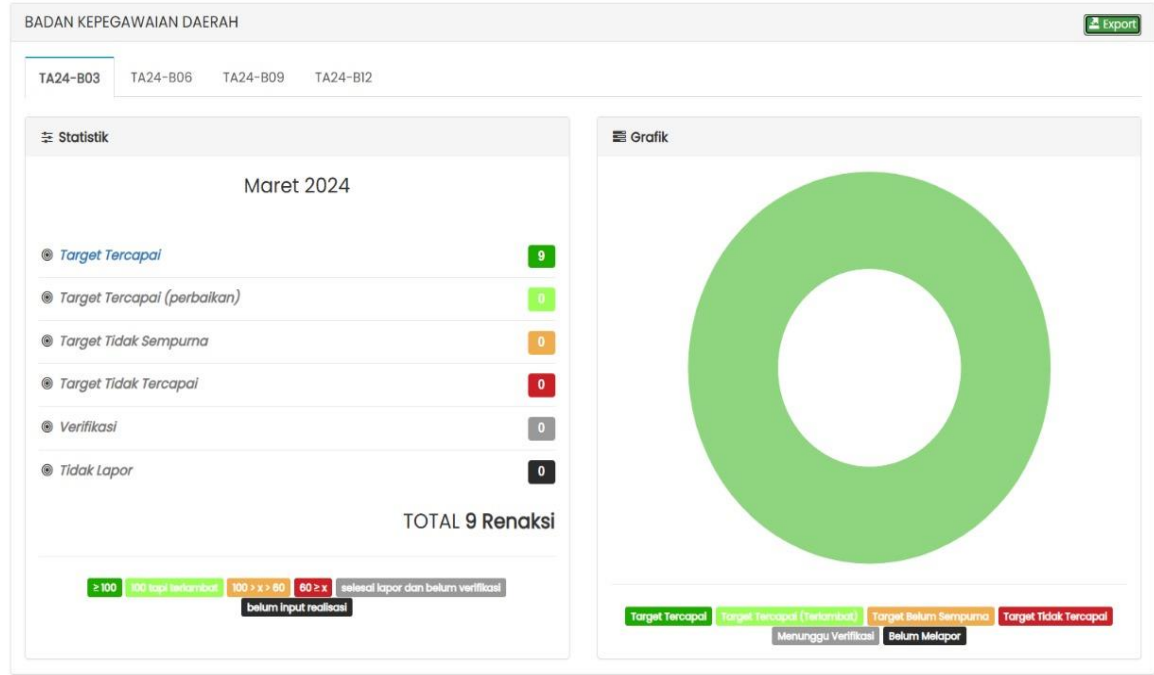 BADAN KEPEGAWAIAN DAERAH
Export
TA24-B03 TA24-B06 TA24-B09 TA24-B12
Statistik
Maret 2024
Target Tercapai 9
Target Tercapai (perbaikan) 0
Target Tidak Sempurna 0
Target Tidak Tercapai 0
Verifikasi 0
Tidak Lapor 0
TOTAL 9 Renaksi
≥ 100 100 tapi terlambat 100 > x > 60 60 ≥ x selesai lapor dan belum verifikasi
belum input realisasi
Grafik
Target Tercapai Target Tercapai (Terlambat) Target Belum Sempurna Target Tidak Tercapai
Menunggu Verifikasi Belum Melapor